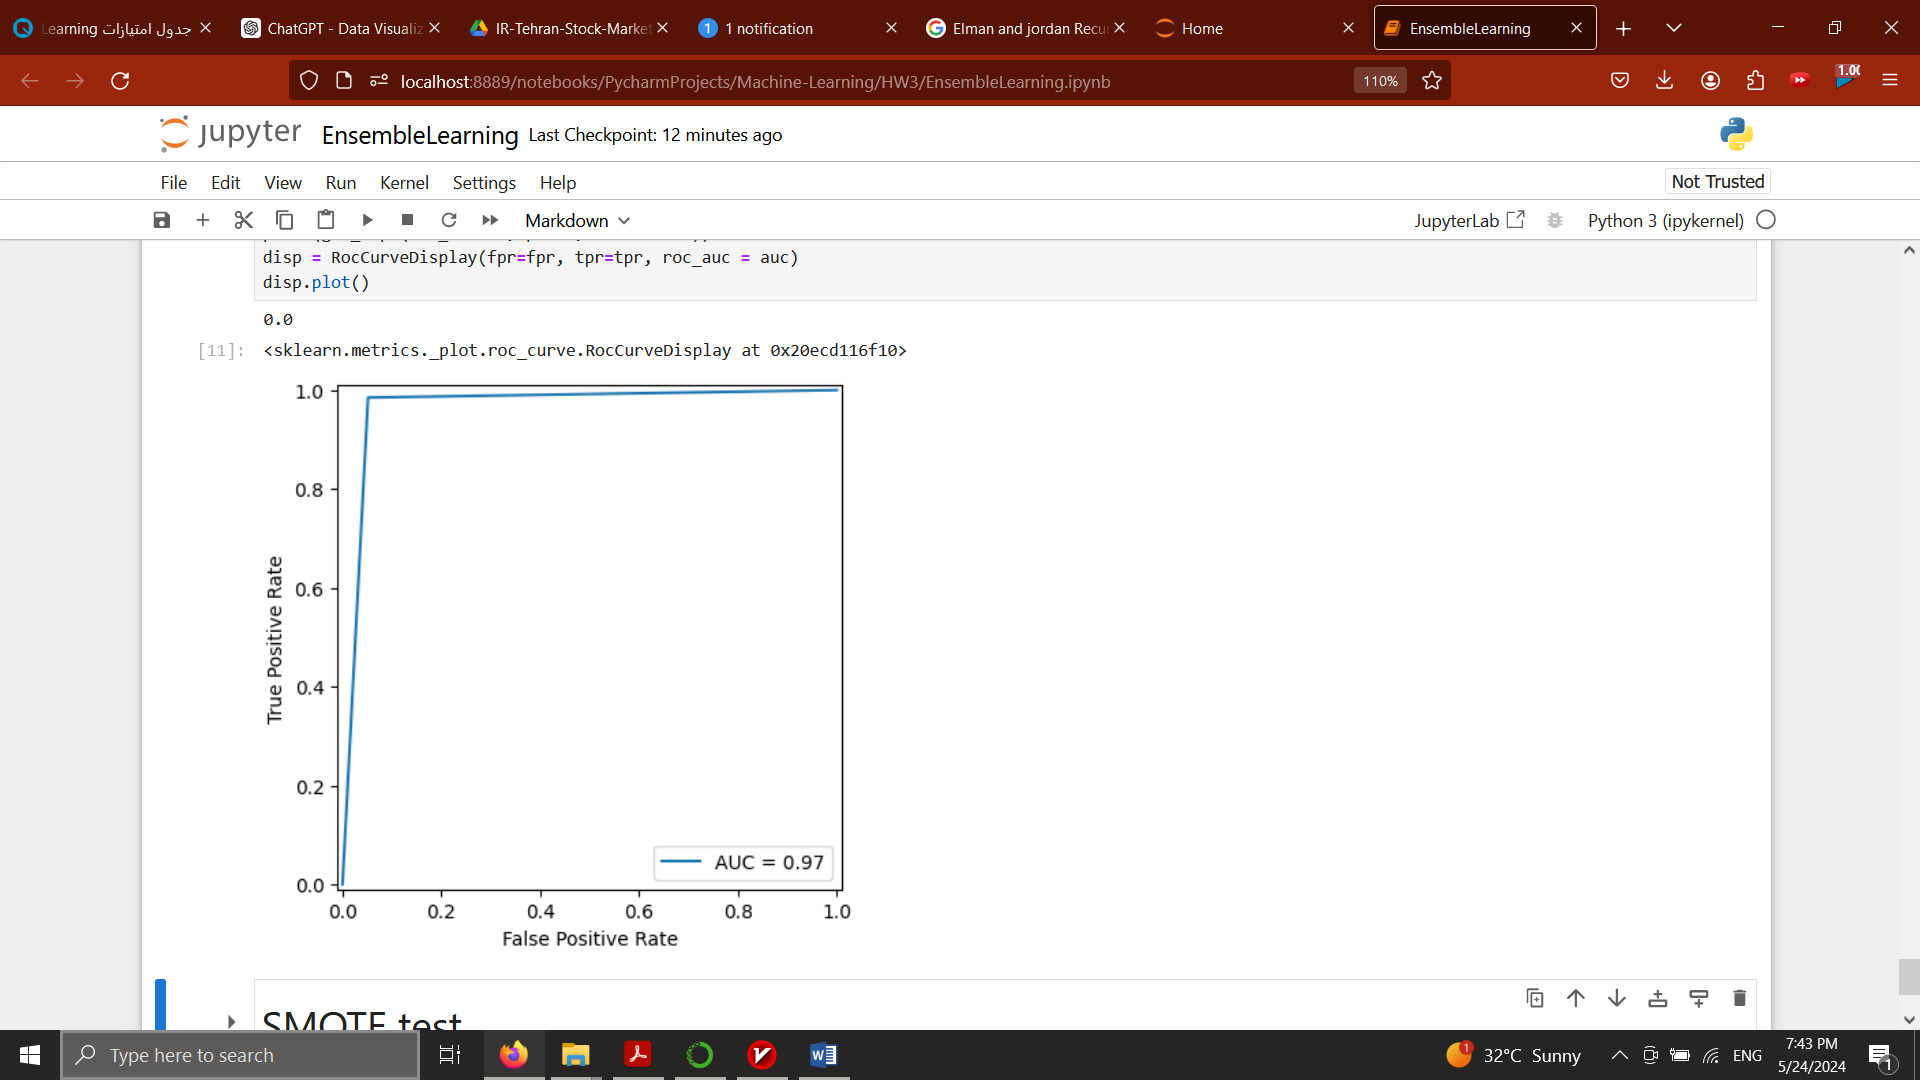 Learning جدول امتیازات
ChatGPT - Data Visualiz
IR-Tehran-Stock-Market
1 1 notification
Elman and jordan Recur
Home
EnsembleLearning
localhost:8889/notebooks/PycharmProjects/Machine-Learning/HW3/EnsembleLearning.ipynb
110%
1.00
jupyter EnsembleLearning Last Checkpoint: 12 minutes ago
File Edit View Run Kernel Settings Help
Not Trusted
Markdown
JupyterLab
Python 3 (ipykernel)
disp = RocCurveDisplay(fpr=fpr, tpr=tpr, roc_auc = auc)
disp.plot()
0.0
[11]: <sklearn.metrics._plot.roc_curve.RocCurveDisplay at 0x20ecd116f10>
1.0
0.8
0.6
0.4
0.2
0.0
True Positive Rate
AUC = 0.97
0.0 0.2 0.4 0.6 0.8 1.0
False Positive Rate
SMOTE test
Type here to search
1
32°C Sunny
ENG
7:43 PM
5/24/2024
1